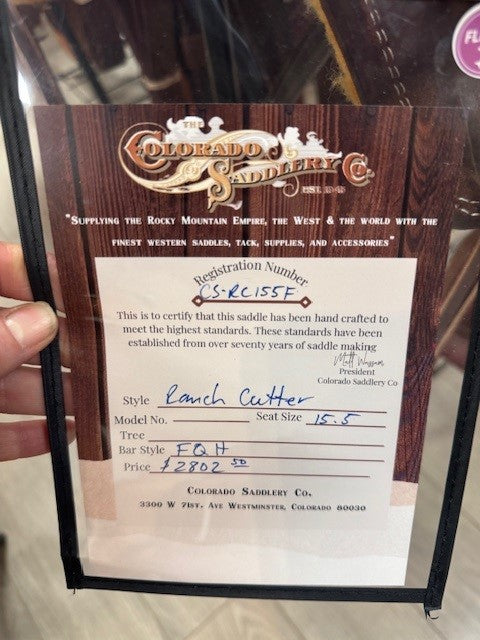 THE
COLORADO
SADDLERY CO.
EST. 1945
"Supplying the Rocky Mountain Empire, the West & the world with the
finest western saddles, tack, supplies, and accessories"
Registration Number
CS-RC155F
This is to certify that this saddle has been hand crafted to
meet the highest standards. These standards have been
established from over seventy years of saddle making
President
Colorado Saddlery Co
Style Ranch Cutter
Model No. Seat Size 15.5
Tree
Bar Style FQH
Price $2802 50
Colorado Saddlery Co.
3300 W 71st. Ave Westminster, Colorado 80030